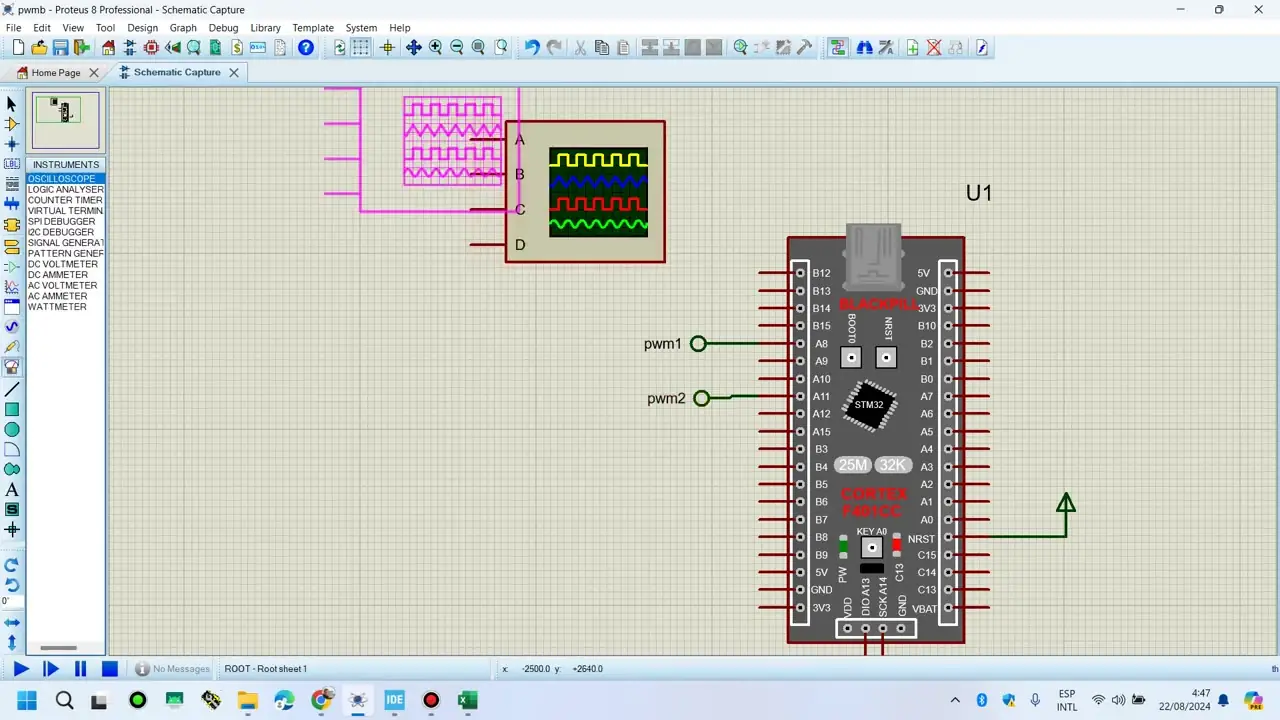 pwmb - Proteus 8 Professional - Schematic Capture
File Edit View Tool Design Graph Debug Library Template System Help
Home Page
Schematic Capture
INSTRUMENTS
OSCILLOSCOPE
LOGIC ANALYSER
COUNTER TIMER
VIRTUAL TERMIN
SPI DEBUGGER
I2C DEBUGGER
SIGNAL GENERAT
PATTERN GENER
DC VOLTMETER
DC AMMETER
AC VOLTMETER
AC AMMETER
WATTMETER
0°
A
B
C
D
U1
pwm1
pwm2
B12
B13
B14
B15
A8
A9
A10
A11
A12
A15
B3
B4
B5
B6
B7
B8
B9
5V
GND
3V3
BLACKPILL
BOOT0
NRST
STM32
25M 32K
CORTEX
F401CC
KEY A0
PW
C13
VDD
DIO A13
SCK A14
GND
5V
GND
3V3
B10
B2
B1
B0
A7
A6
A5
A4
A3
A2
A1
A0
NRST
C15
C14
C13
VBAT
No Messages
ROOT - Root sheet 1
x: -2500.0 y: +2640.0
th
IDE
ESP
INTL
4:47
22/08/2024